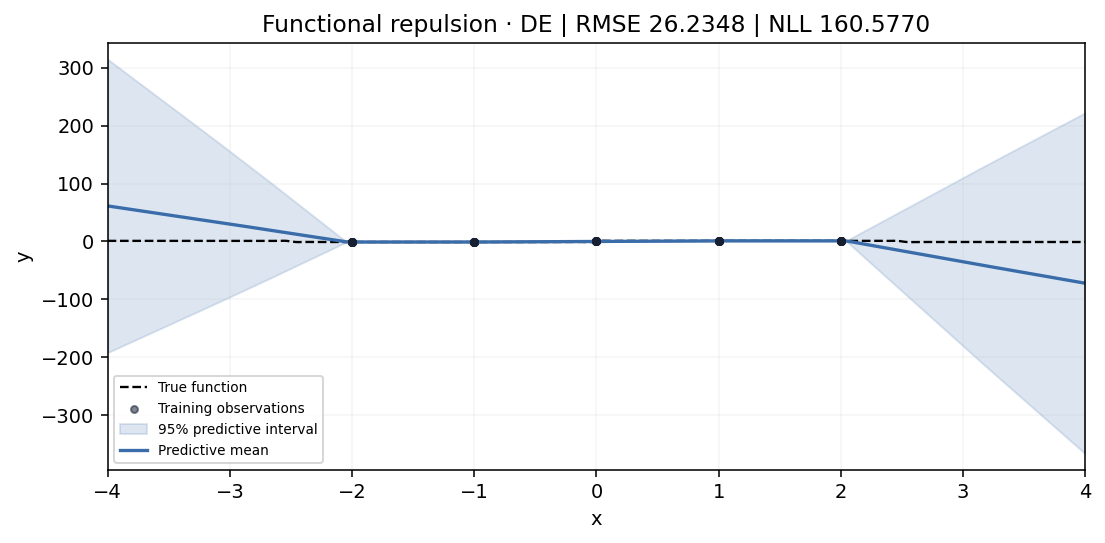 Functional repulsion · DE | RMSE 26.2348 | NLL 160.5770
y
300
200
100
0
−100
−200
−300
True function
Training observations
95% predictive interval
Predictive mean
−4 −3 −2 −1 0 1 2 3 4
x